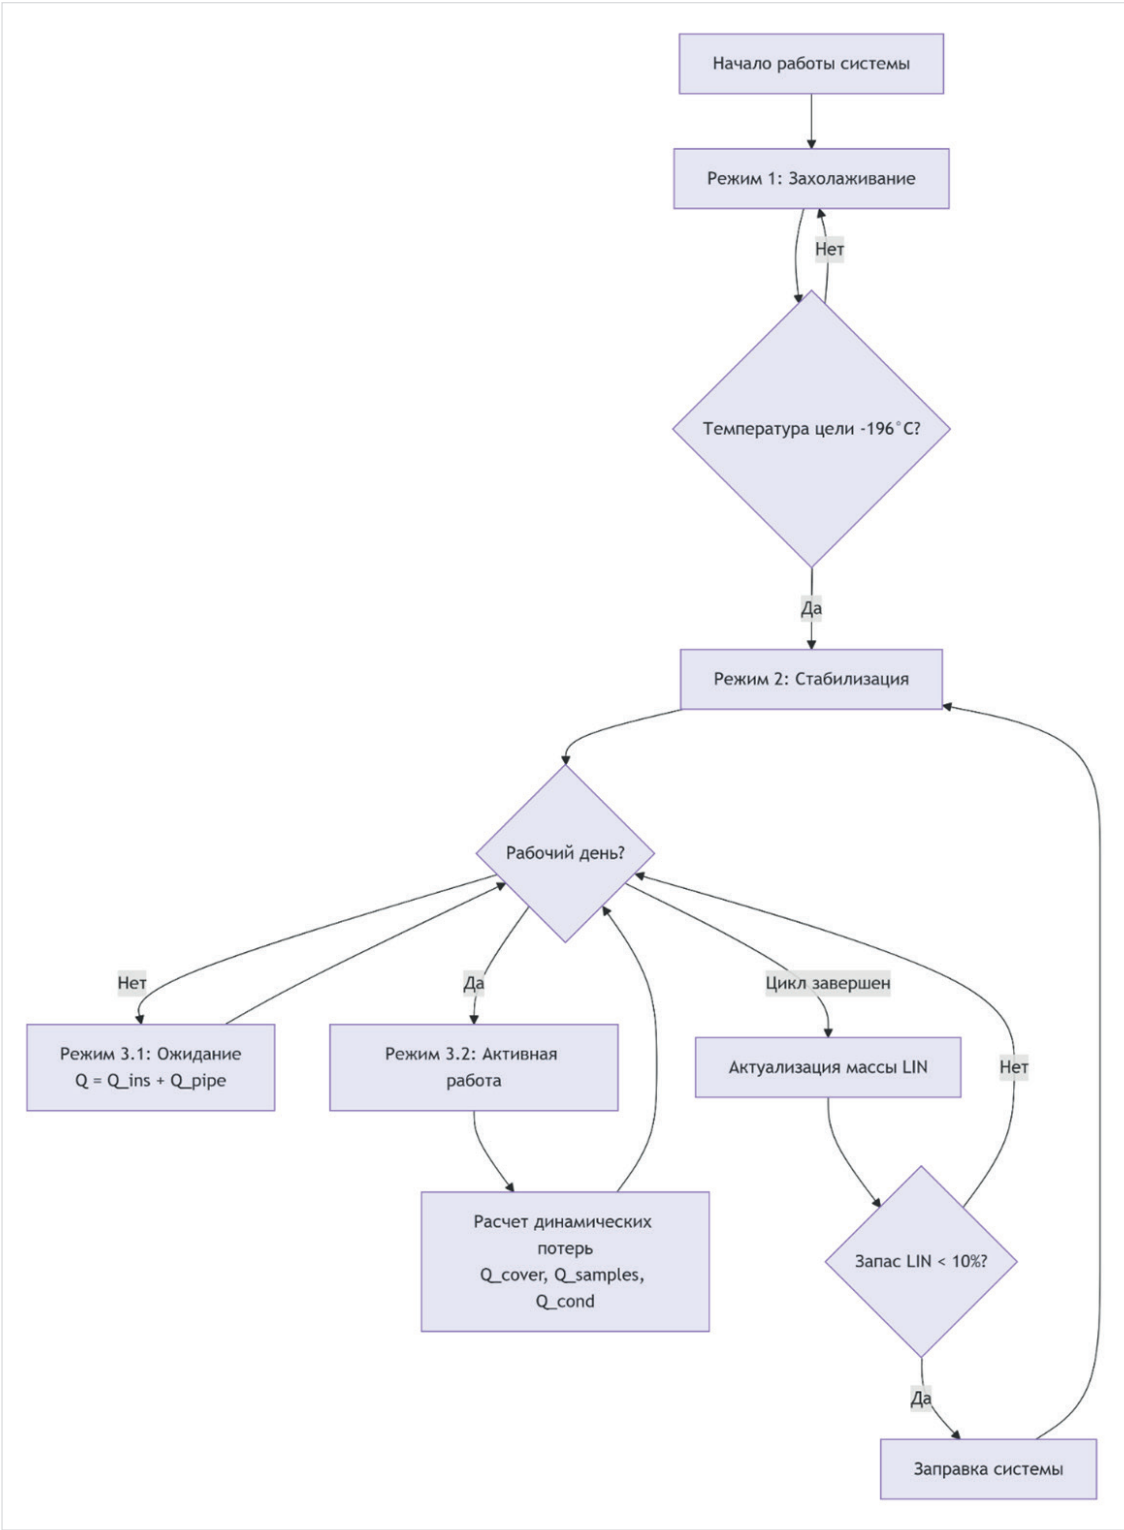 Начало работы системы
Режим 1: Захолаживание
Нет
Температура цели -196°C?
Да
Режим 2: Стабилизация
Рабочий день?
Нет
Да
Цикл завершен
Режим 3.1: Ожидание
Q = Q_ins + Q_pipe
Режим 3.2: Активная
работа
Актуализация массы LIN
Нет
Расчет динамических
потерь
Q_cover, Q_samples,
Q_cond
Запас LIN < 10%?
Да
Заправка системы